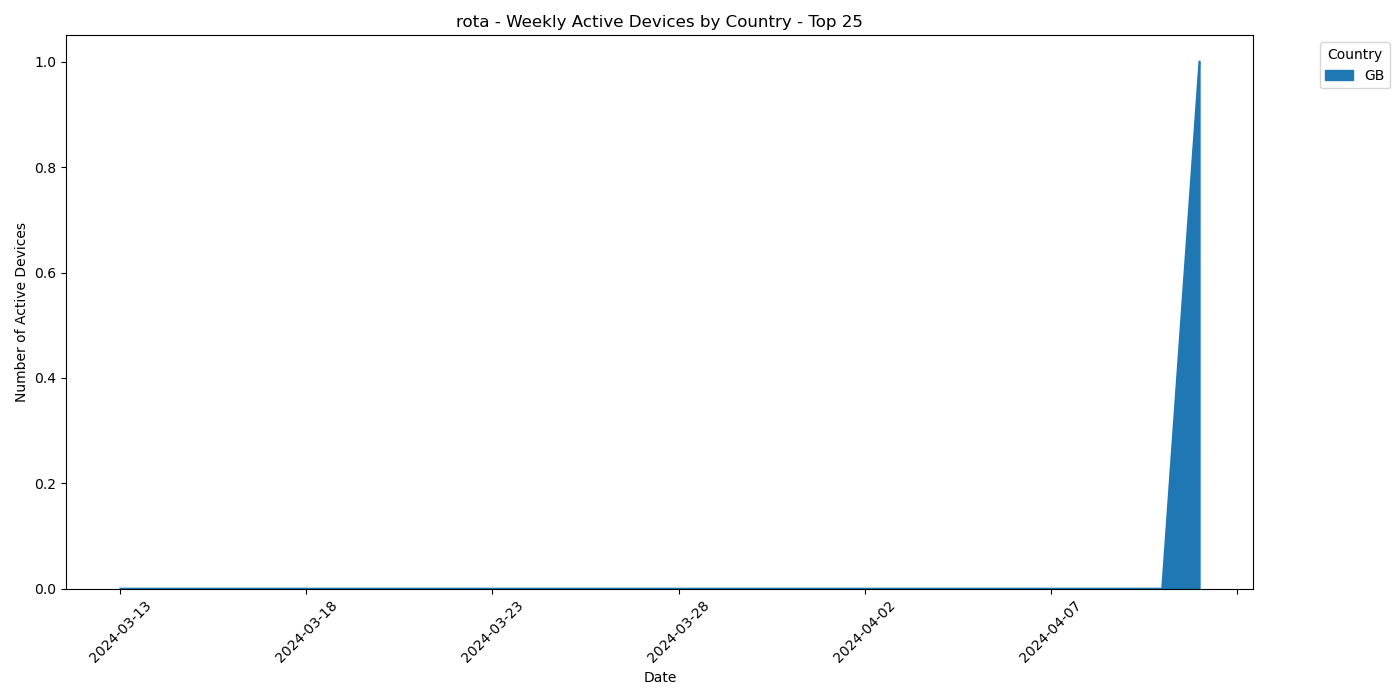 rota - Weekly Active Devices by Country - Top 25
Country
GB
Number of Active Devices
1.0
0.8
0.6
0.4
0.2
0.0
2024-03-13
2024-03-18
2024-03-23
2024-03-28
2024-04-02
2024-04-07
Date